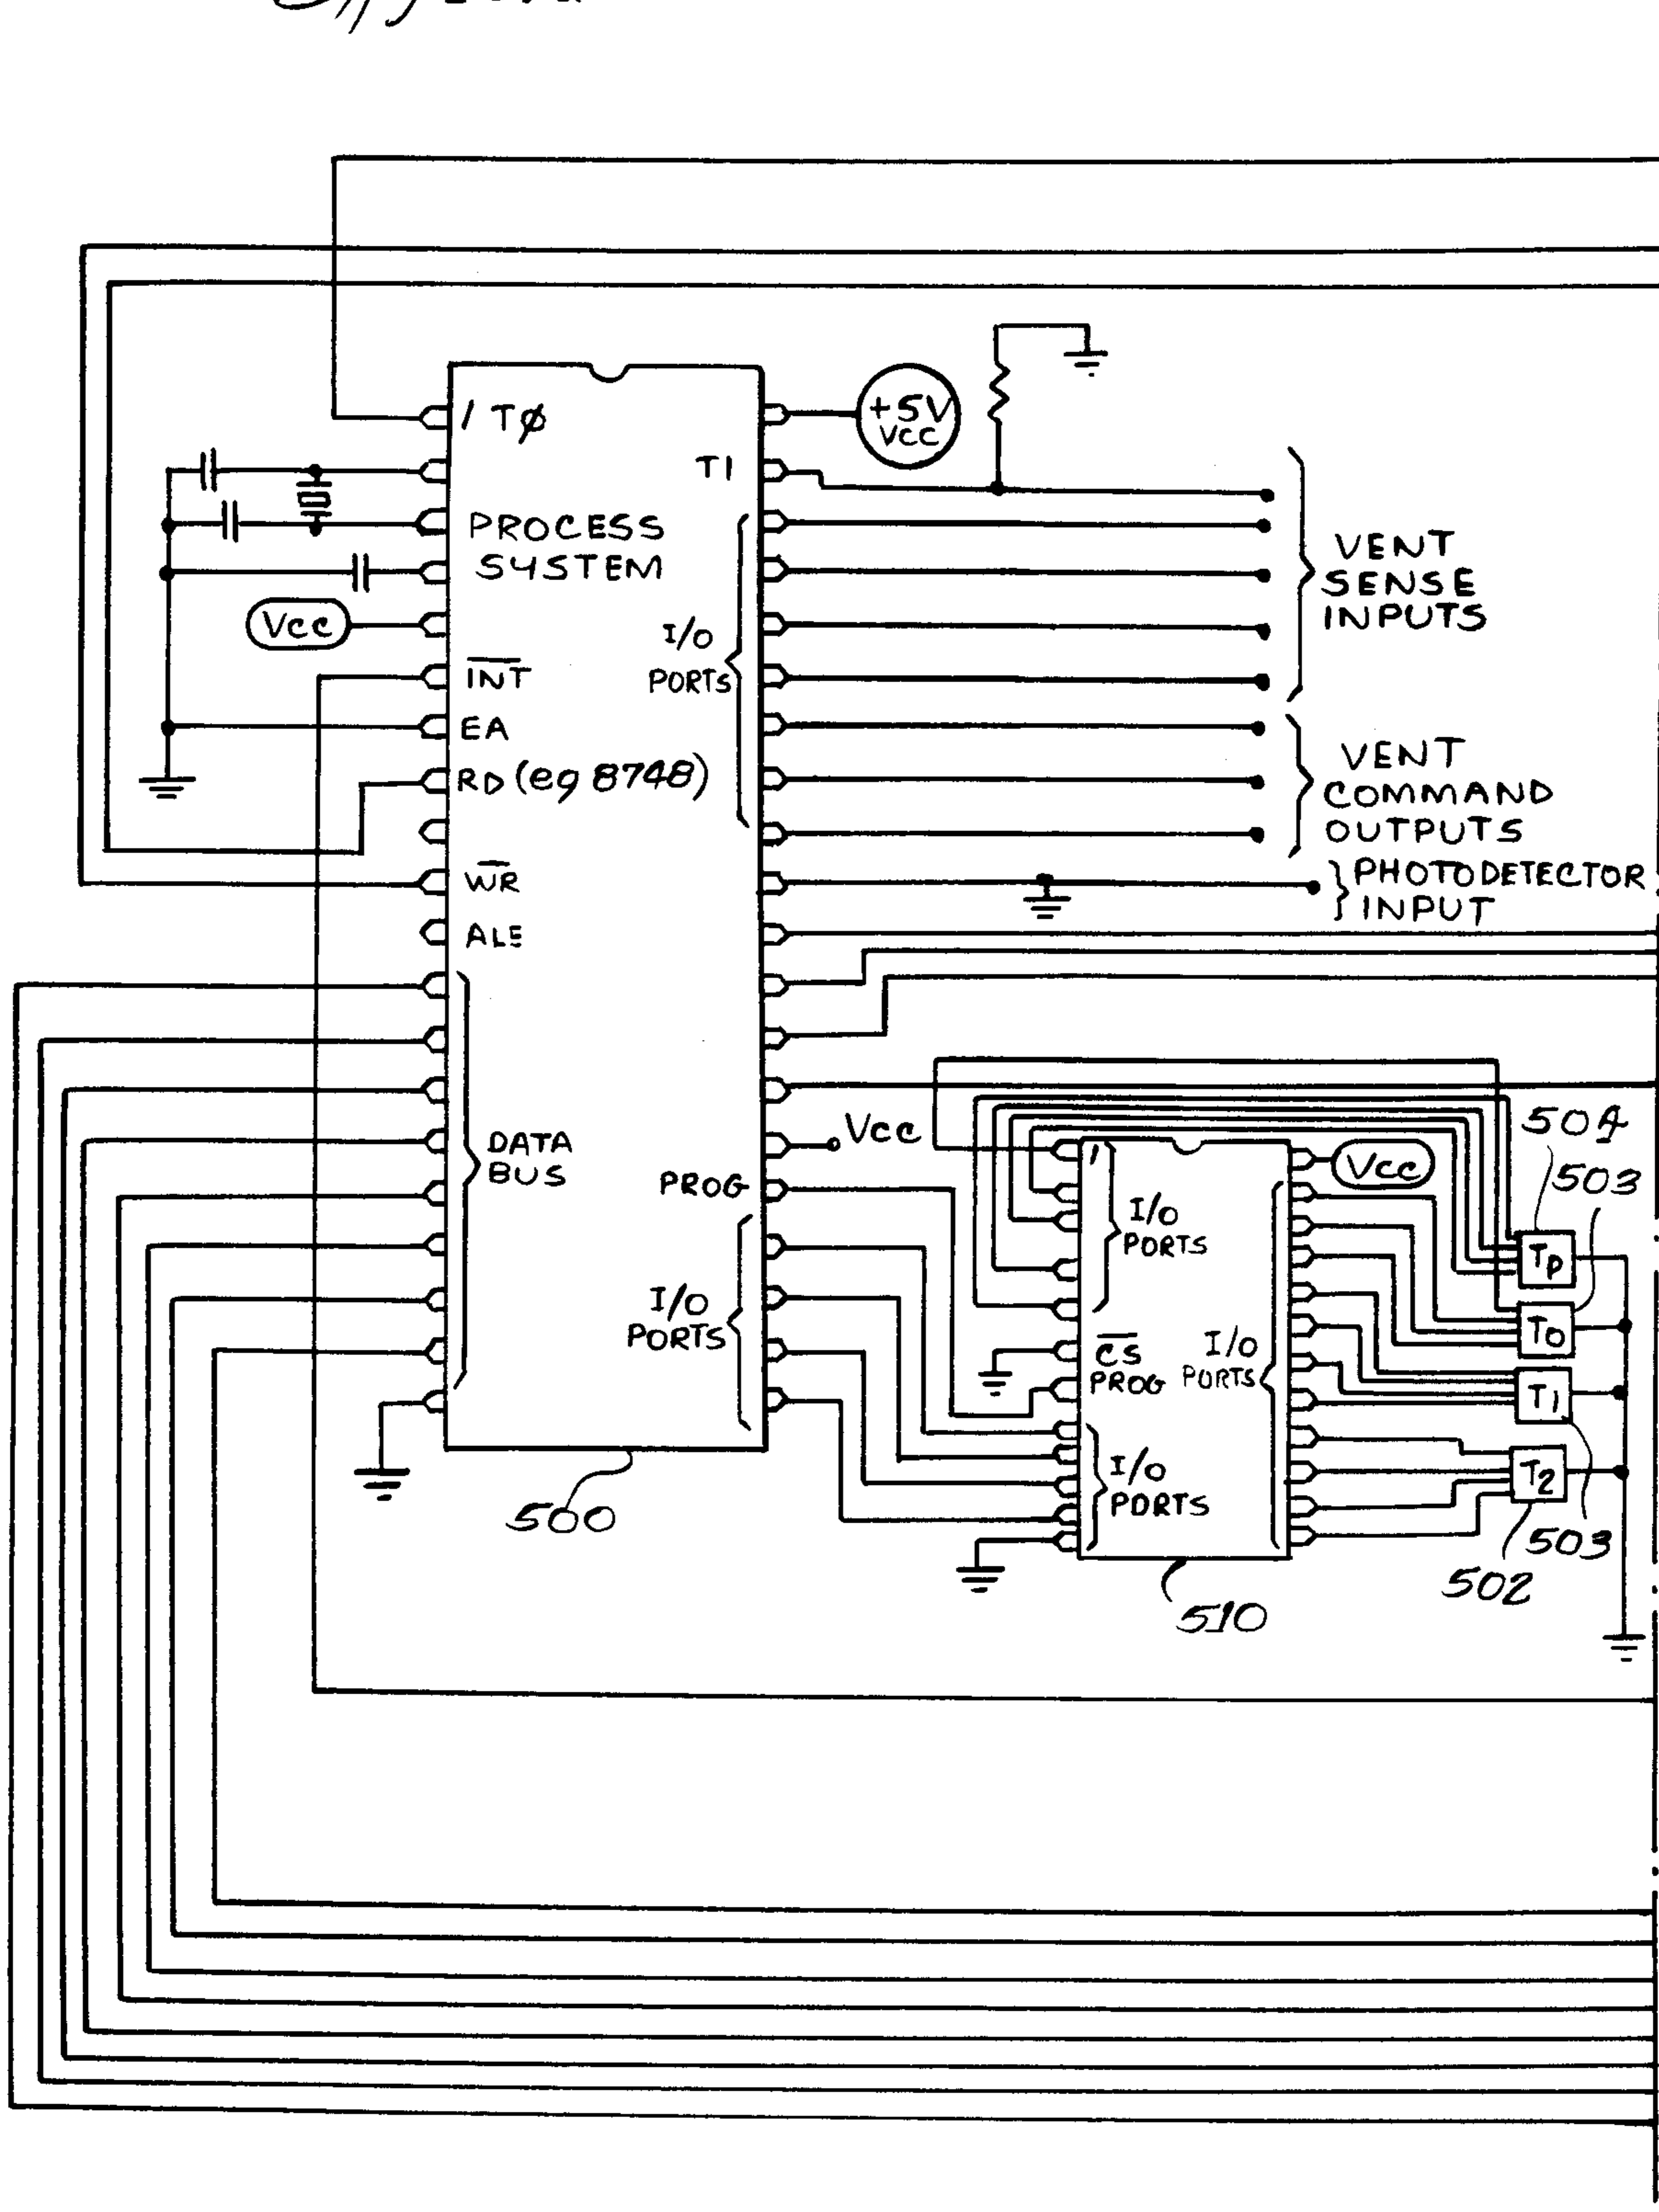 / TØ
+5V
Vcc
T1
PROCESS
SYSTEM
VENT
SENSE
INPUTS
Vcc
I/O
PORTS
INT
EA
RD (eg 8748)
VENT
COMMAND
OUTPUTS
WR
PHOTODETECTOR
INPUT
ALE
DATA
BUS
Vcc
PROG
I/O
PORTS
504
503
Vcc
I/O
PORTS
TP
TO
CS
PROG
I/O
PORTS
T1
I/O
PORTS
T2
500
510
502
503